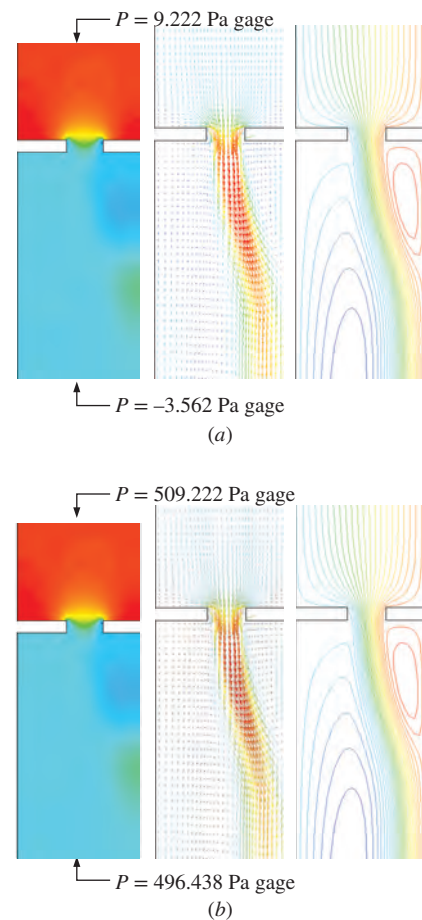 P = 9.222 Pa gage
P = –3.562 Pa gage
(a)
P = 509.222 Pa gage
P = 496.438 Pa gage
(b)